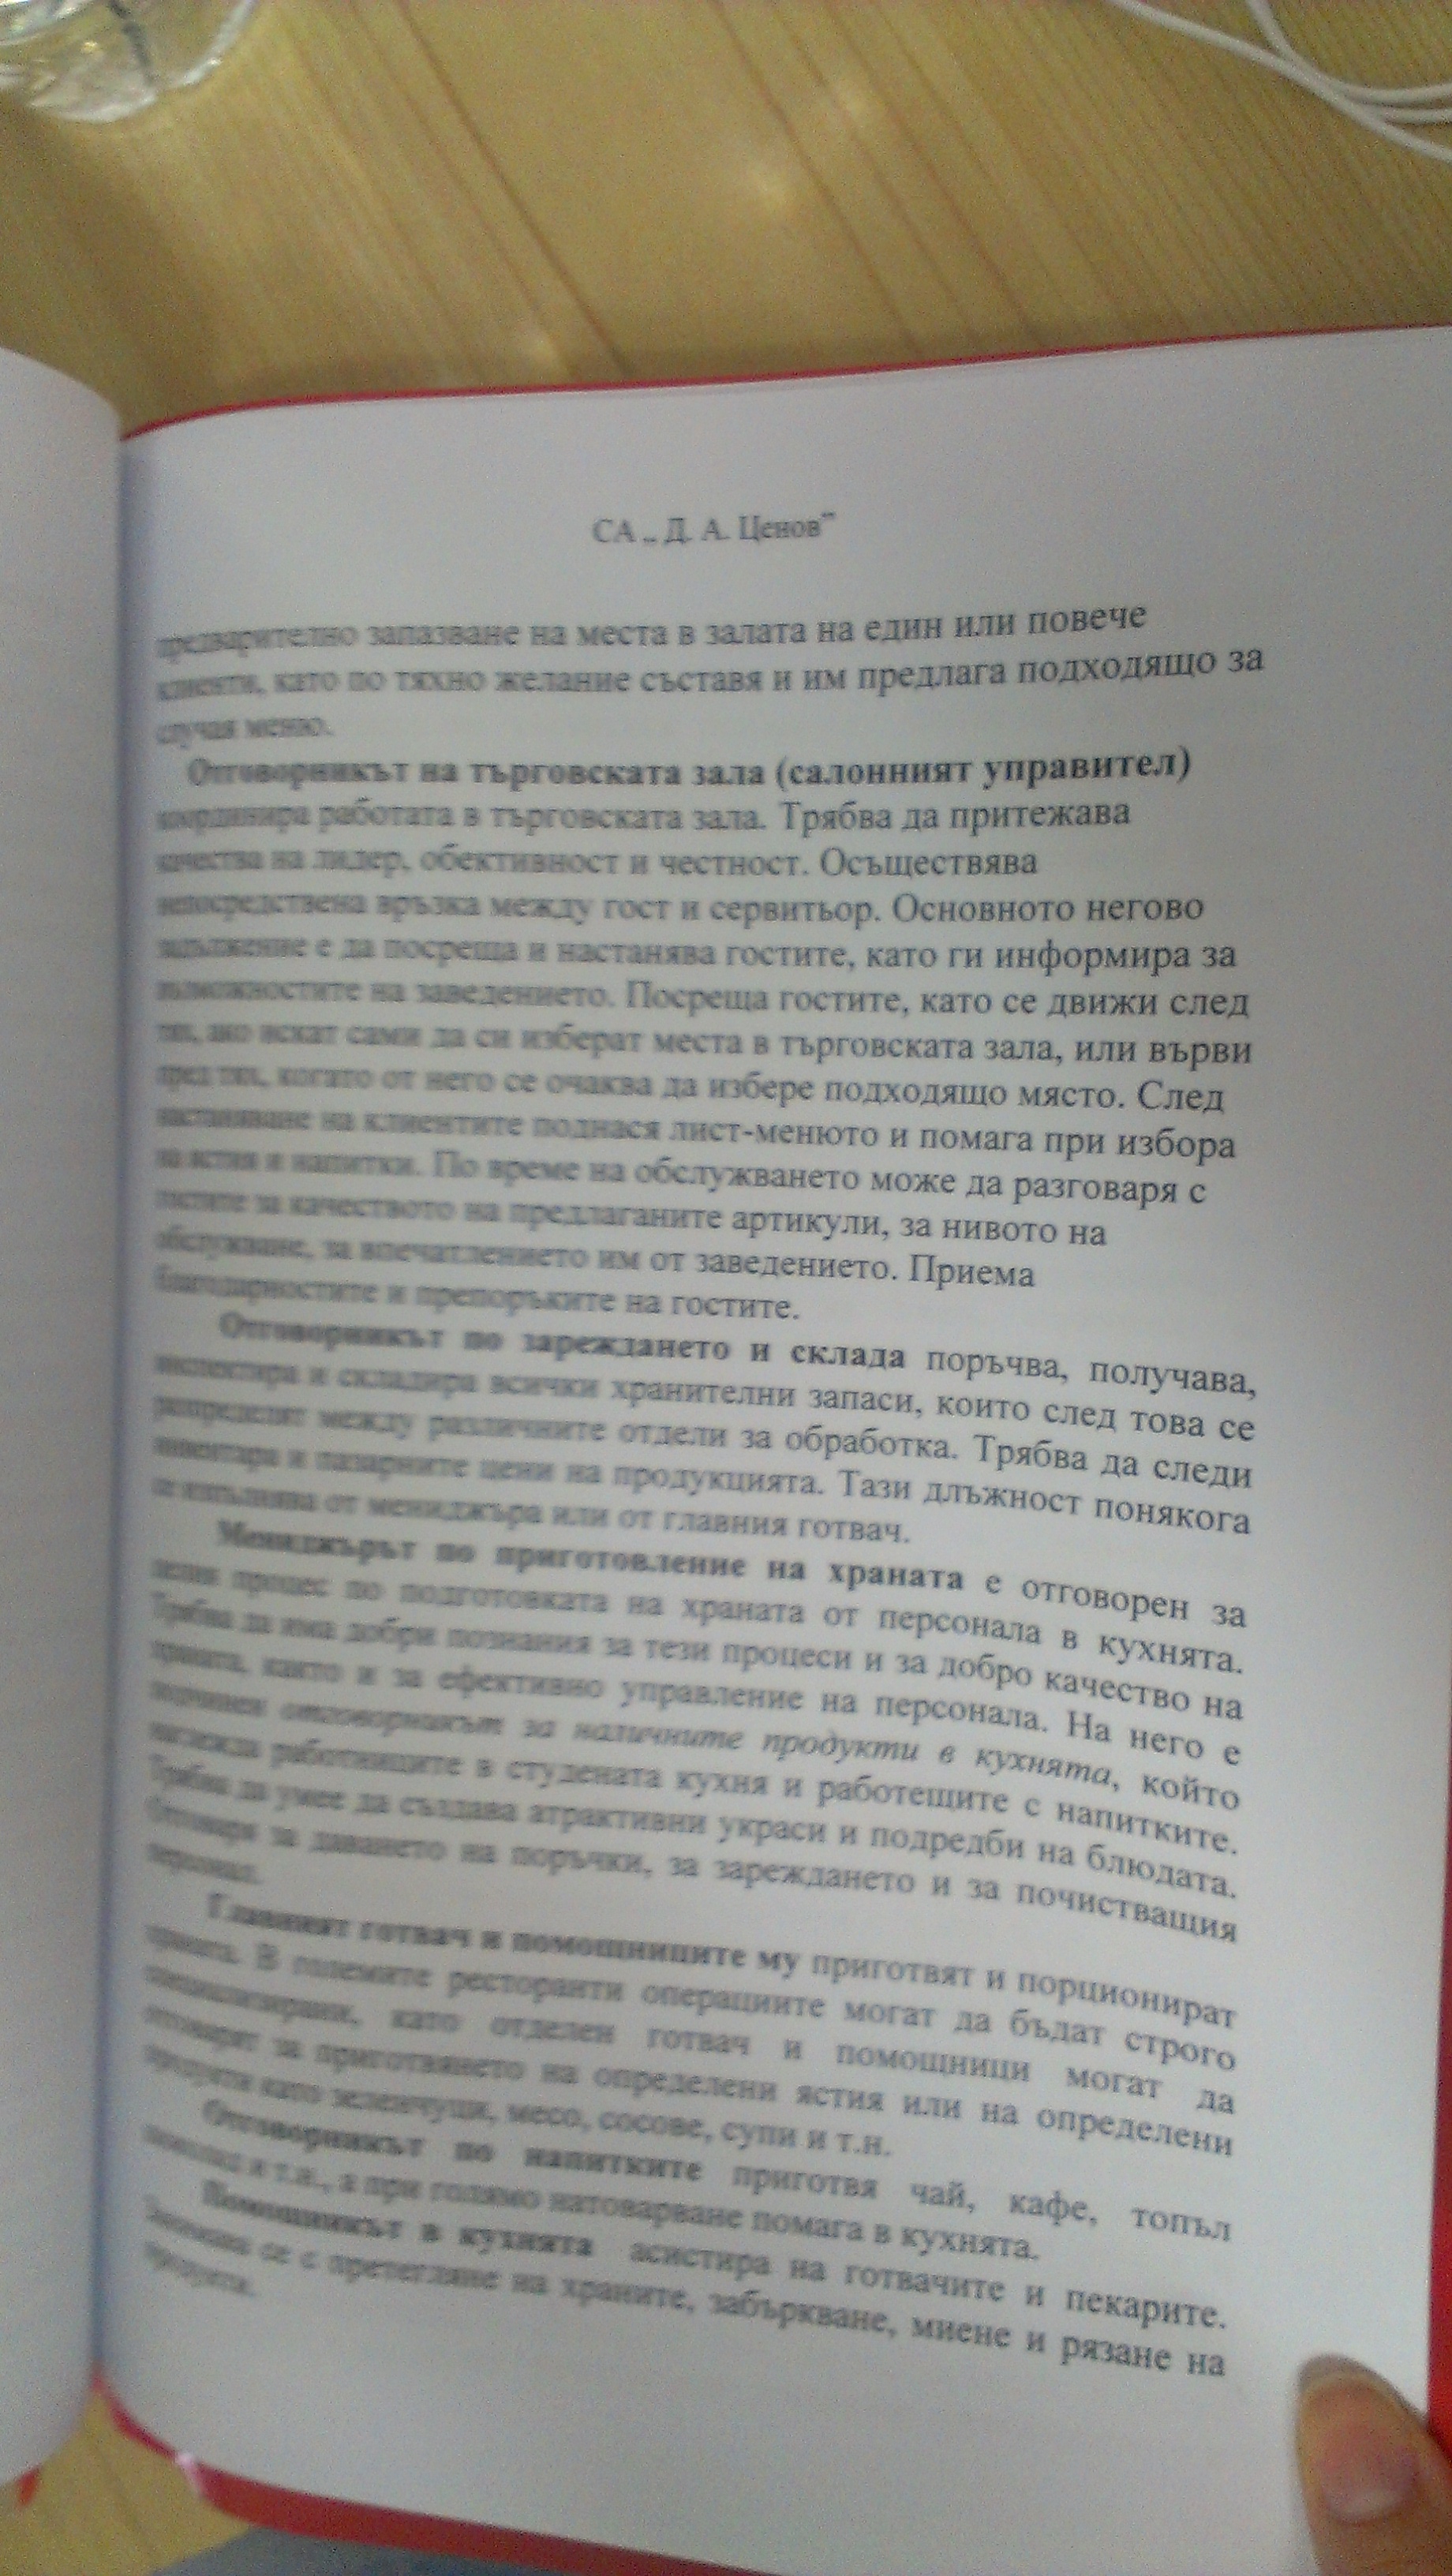 СА „ Д. А. Ценов”
предварително запазване на места в залата на един или повече
клиенти, като по тяхно желание съставя и им предлага подходящо за
случая меню.
Отговорникът на търговската зала (салонният управител)
координира работата в търговската зала. Трябва да притежава
качества на лидер, обективност и честност. Осъществява
непосредствена връзка между гост и сервитьор. Основното негово
задължение е да посреща и настанява гостите, като ги информира за
възможностите на заведението. Посреща гостите, като се движи след
тях, ако искат сами да си изберат места в търговската зала, или върви
пред тях, когато от него се очаква да избере подходящо място. След
настаняване на клиентите поднася лист-менюто и помага при избора
на ястия и напитки. По време на обслужването може да разговаря с
гостите за качеството на предлаганите артикули, за нивото на
обслужване, за впечатлението им от заведението. Приема
благодарностите и препоръките на гостите.
Отговорникът по зареждането и склада поръчва, получава,
инспектира и складира всички хранителни запаси, които след това се
разпределят между различните отдели за обработка. Трябва да следи
инвентара и пазарните цени на продукцията. Тази длъжност понякога
се изпълнява от мениджъра или от главния готвач.
Мениджърът по приготовление на храната е отговорен за
целия процес по подготовката на храната от персонала в кухнята.
Трябва да има добри познания за тези процеси и за добро качество на
храната, както и за ефективно управление на персонала. На него е
подчинен отговорникът за наличните продукти в кухнята, който
наглежда работниците в студената кухня и работещите с напитките.
Трябва да умее да създава атрактивни украси и подредби на блюдата.
Отговаря за даването на поръчки, за зареждането и за почистващия
персонал.
Главният готвач и помощниците му приготвят и порционират
храната. В големите ресторанти операциите могат да бъдат строго
специализирани, като отделен готвач и помощници могат да
отговарят за приготвянето на определени ястия или на определени
продукти като зеленчуци, месо, сосове, супи и т.н.
Отговорникът по напитките приготвя чай, кафе, топъл
шоколад и т.н., а при голямо натоварване помага в кухнята.
Помощникът в кухнята асистира на готвачите и пекарите.
Занимава се с претегляне на храните, забъркване, миене и рязане на
продукти.